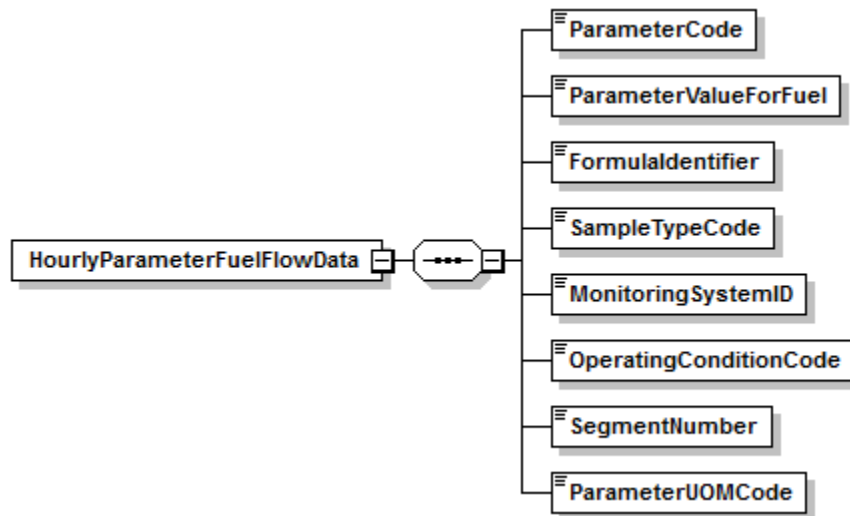 ParameterCode
ParameterValueForFuel
FormulaIdentifier
SampleTypeCode
HourlyParameterFuelFlowData
MonitoringSystemID
OperatingConditionCode
SegmentNumber
ParameterUOMCode